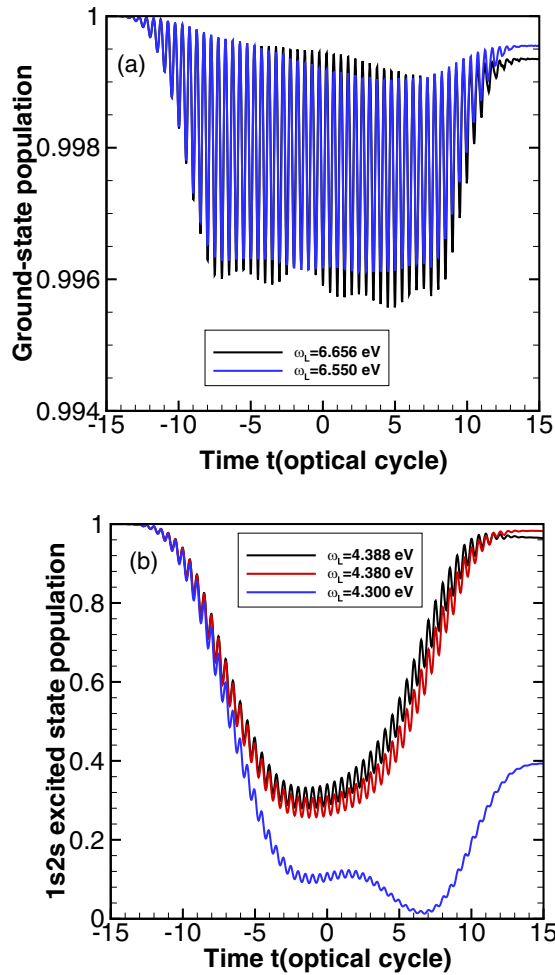 1
(a)
0.998
0.996
0.994
Ground-state population
ω_L=6.656 eV
ω_L=6.550 eV
-15 -10 -5 0 5 10 15
Time t(optical cycle)
1
(b)
0.8
0.6
0.4
0.2
0
1s2s excited state population
ω_L=4.388 eV
ω_L=4.380 eV
ω_L=4.300 eV
-15 -10 -5 0 5 10 15
Time t(optical cycle)